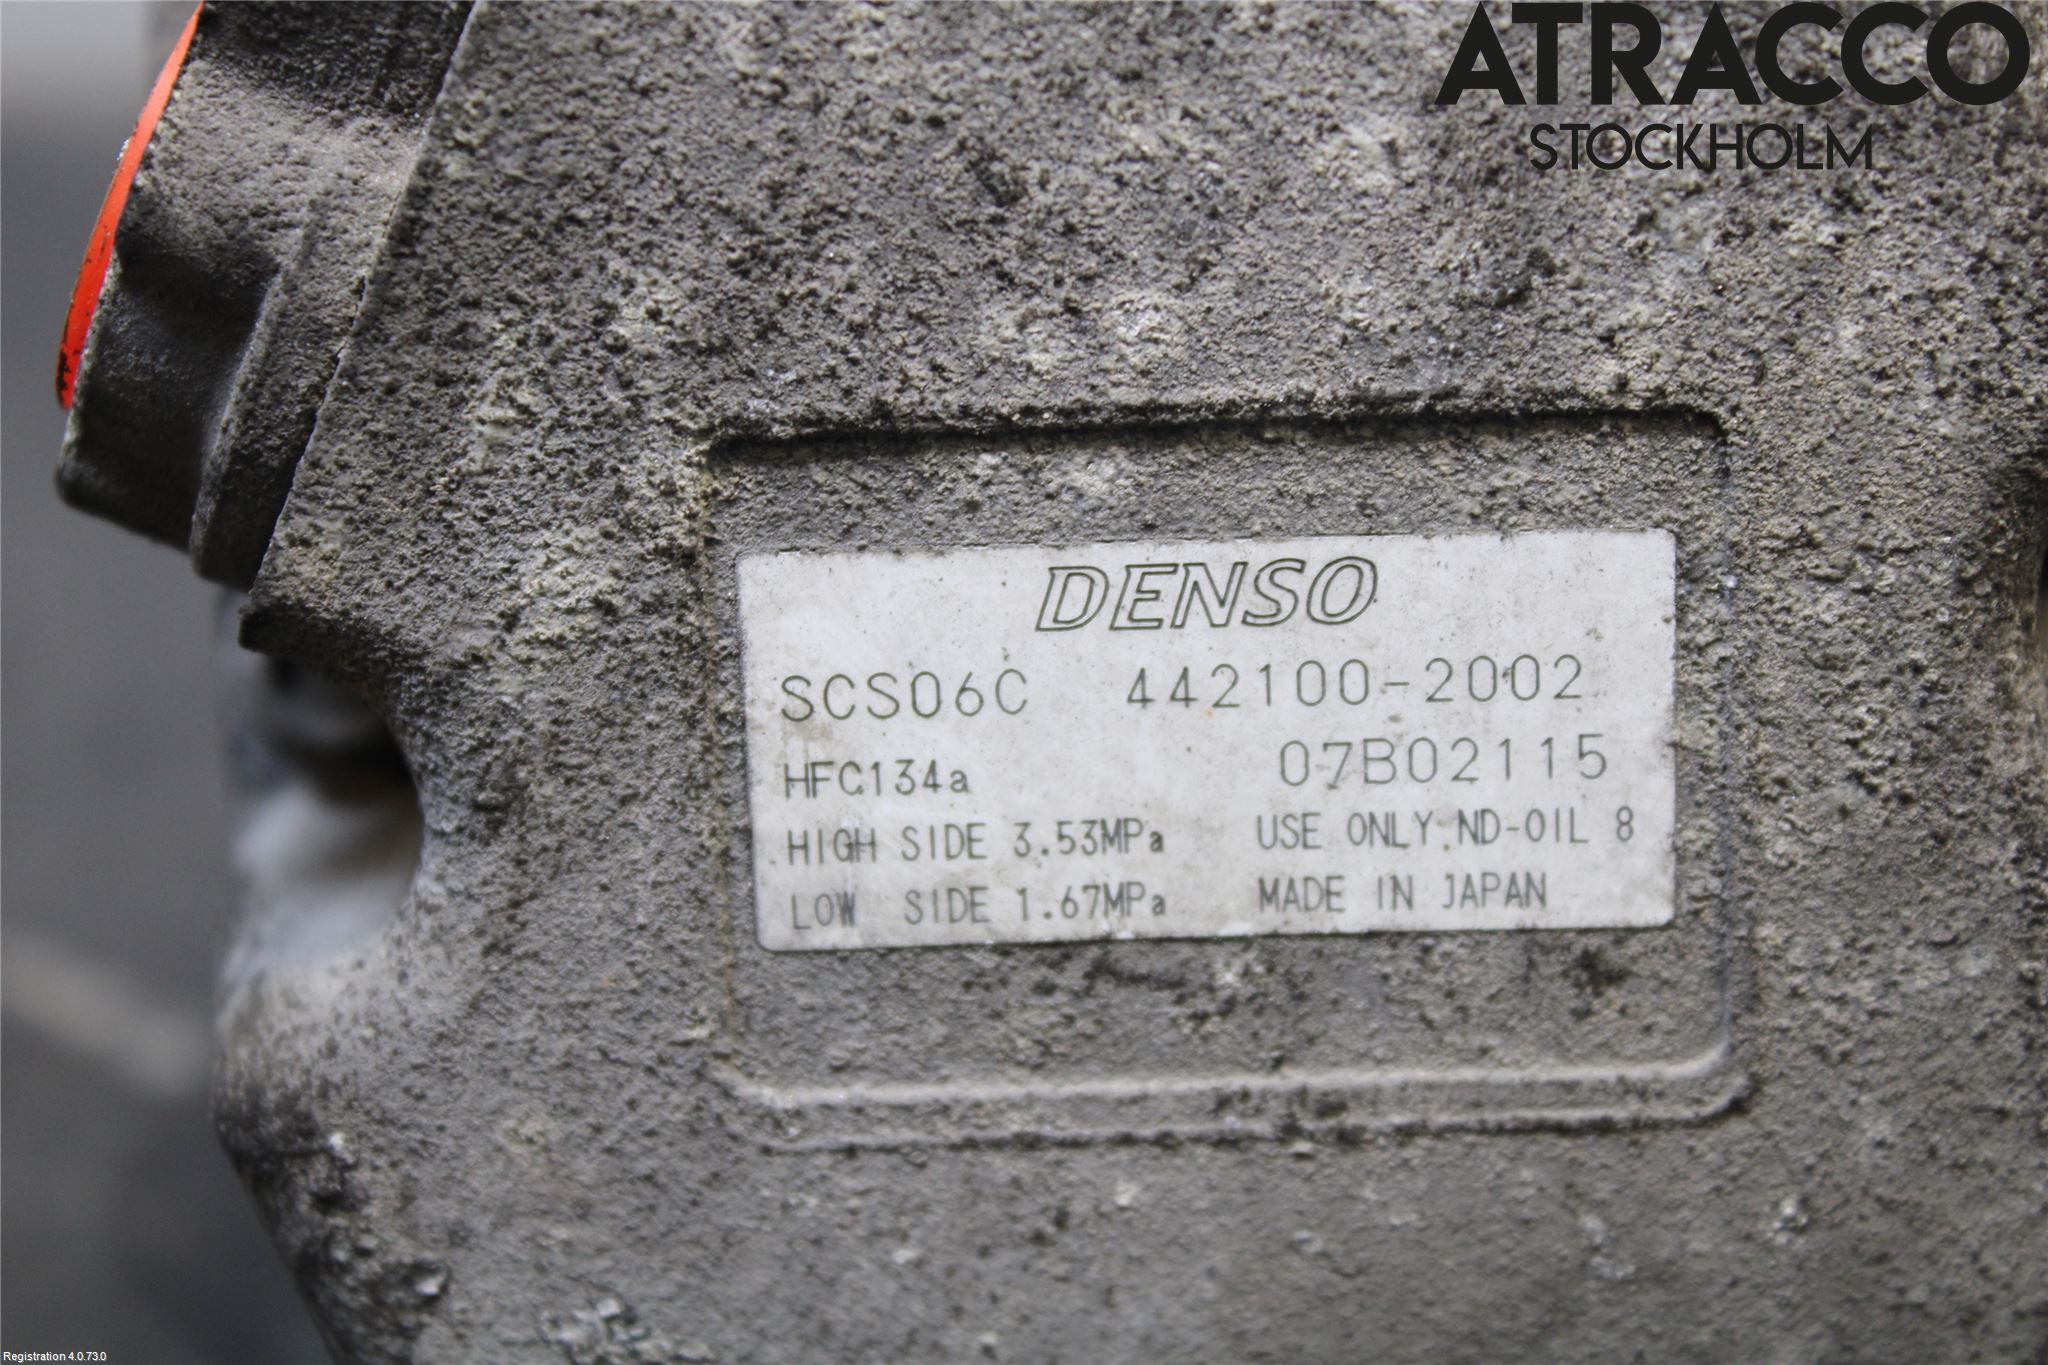 ATRACCO
STOCKHOLM
DENSO
SCS06C 442100-2002
HFC134a 07B02115
HIGH SIDE 3.53MPa USE ONLY ND-OIL 8
LOW SIDE 1.67MPa MADE IN JAPAN
Registration 4.0.73.0